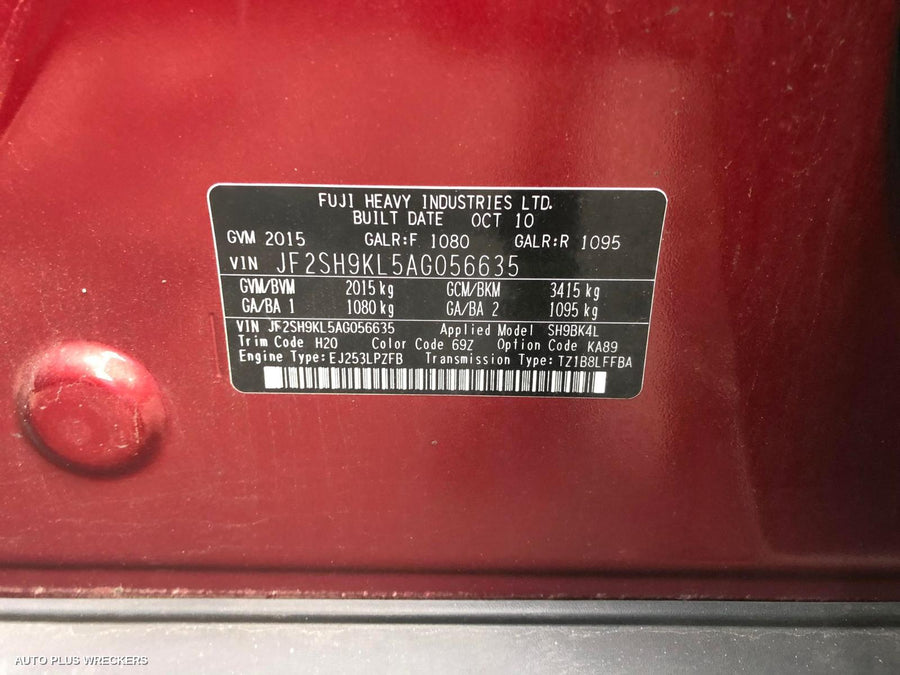 FUJI HEAVY INDUSTRIES LTD.
BUILT DATE OCT 10
GVM 2015 GALR:F 1080 GALR:R 1095
VIN JF2SH9KL5AG056635
GVM/BVM 2015 kg GCM/BKM 3415 kg
GA/BA 1 1080 kg GA/BA 2 1095 kg
VIN JF2SH9KL5AG056635 Applied Model SH9BK4L
Trim Code H20 Color Code 69Z Option Code KA89
Engine Type:EJ253LPZFB Transmission Type:TZ1B8LFFBA
AUTO PLUS WRECKERS